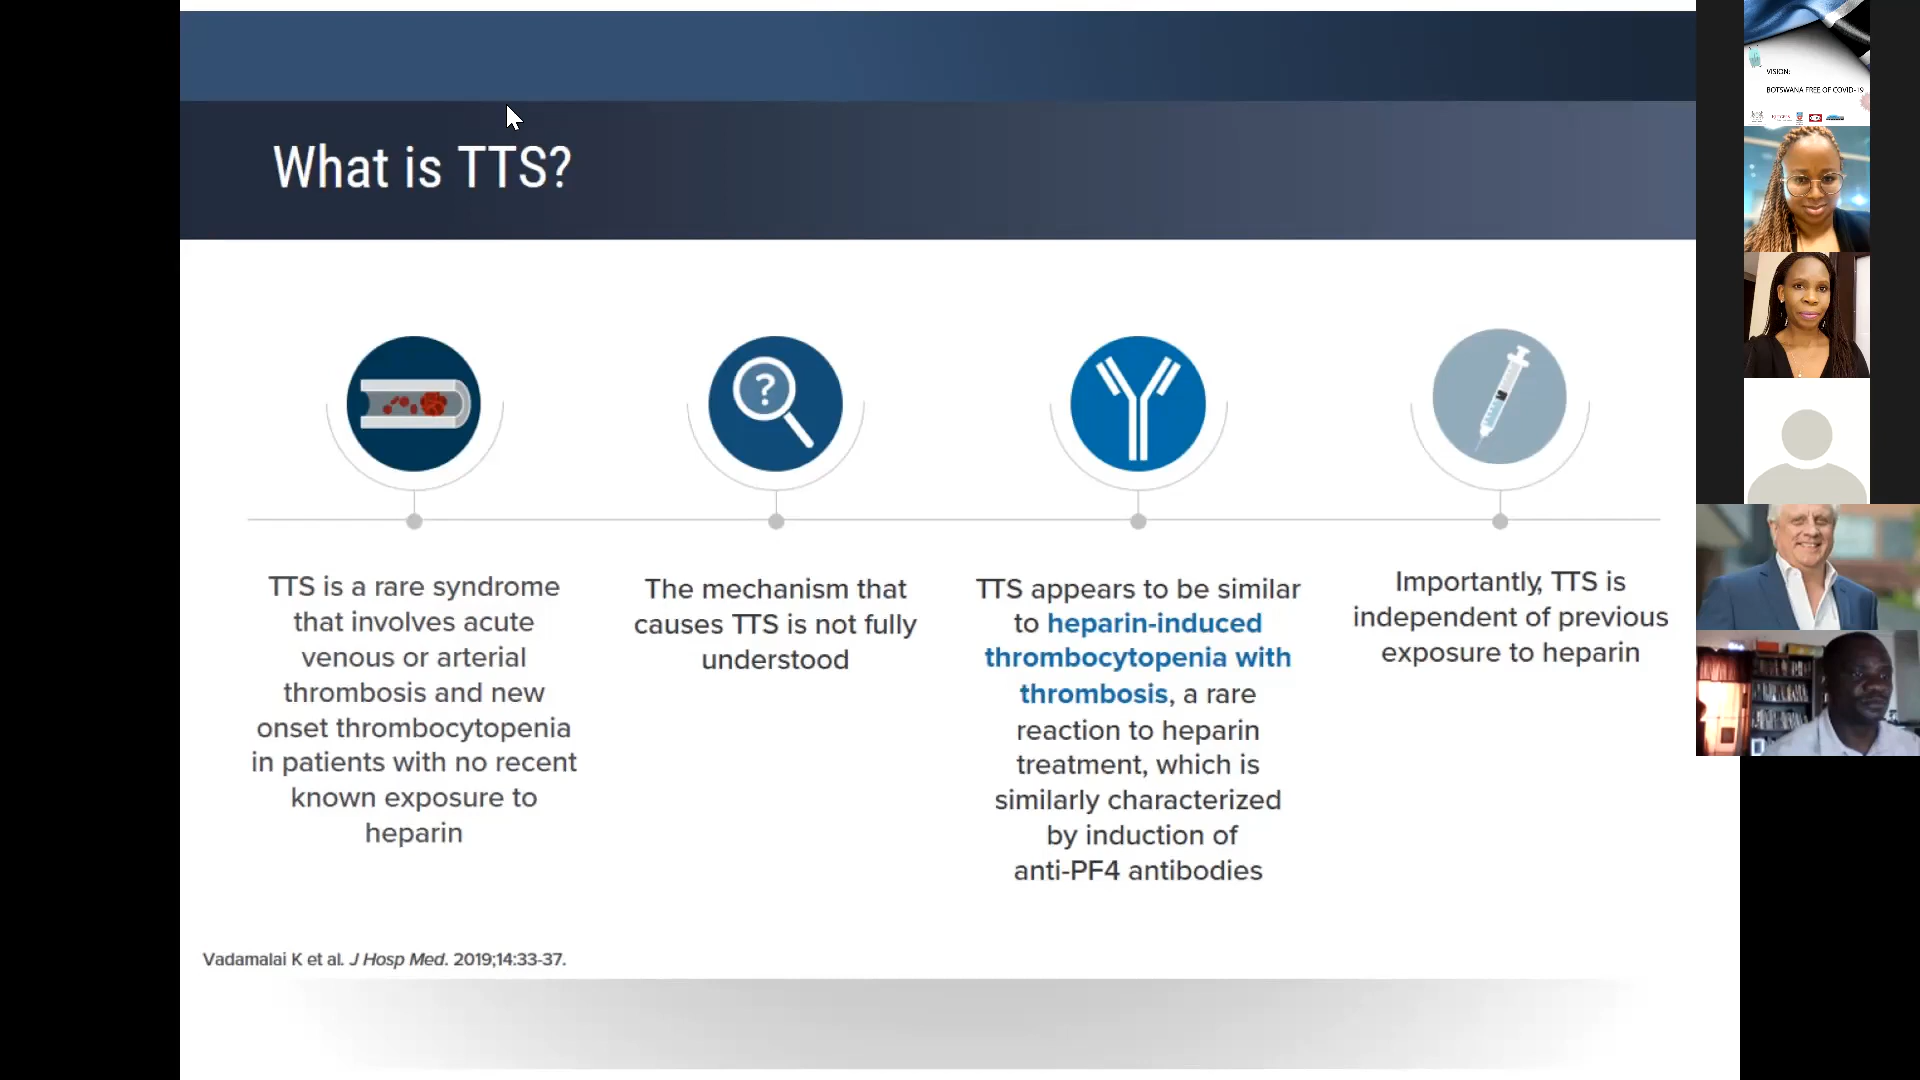 What is TTS?
TTS is a rare syndrome
that involves acute
venous or arterial
thrombosis and new
onset thrombocytopenia
in patients with no recent
known exposure to
heparin
The mechanism that
causes TTS is not fully
understood
TTS appears to be similar
to heparin-induced
thrombocytopenia with
thrombosis, a rare
reaction to heparin
treatment, which is
similarly characterized
by induction of
anti-PF4 antibodies
Importantly, TTS is
independent of previous
exposure to heparin
Vadamalai K et al. J Hosp Med. 2019;14:33-37.
VISION:
BOTSWANA FREE OF COVID-19
?